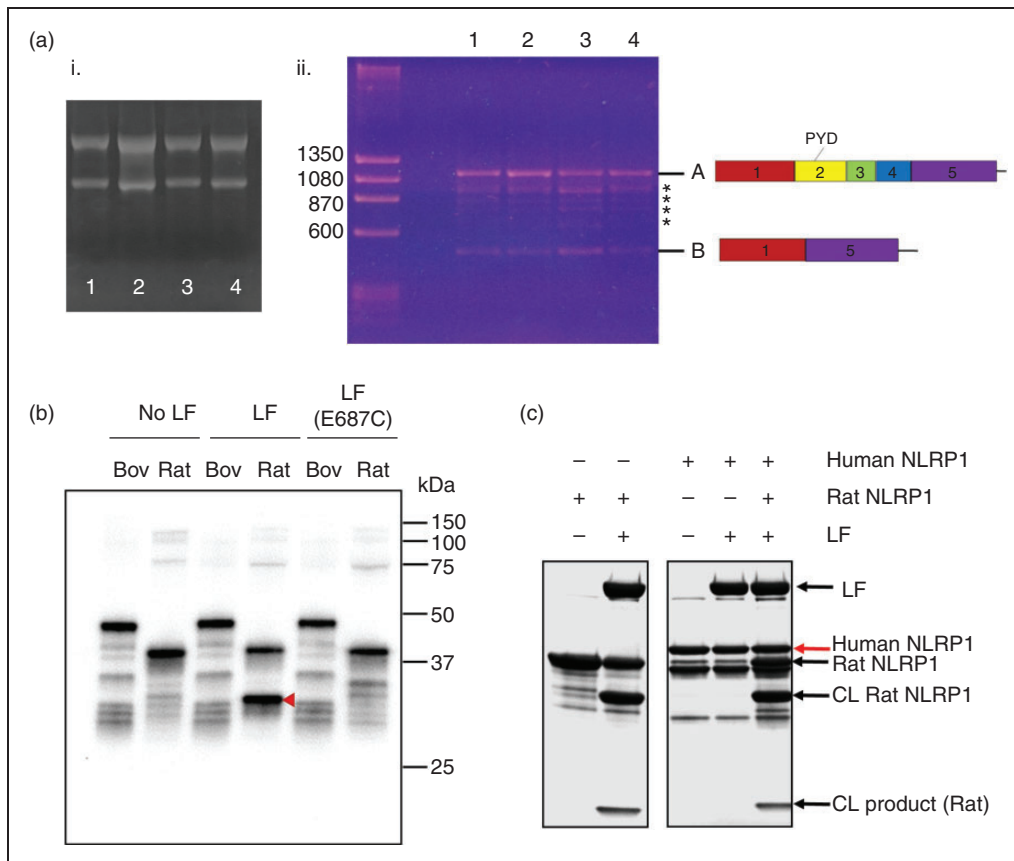 (a)
i.
1 2 3 4
ii.
1 2 3 4
1350
1080
870
600
A
*
*
*
*
B
PYD
1 2 3 4 5
1 5
(b)
No LF LF LF (E687C)
Bov Rat Bov Rat Bov Rat
kDa
150
100
75
50
37
25
(c)
– – + + + Human NLRP1
+ + – – + Rat NLRP1
– + – + + LF
LF
Human NLRP1
Rat NLRP1
CL Rat NLRP1
CL product (Rat)